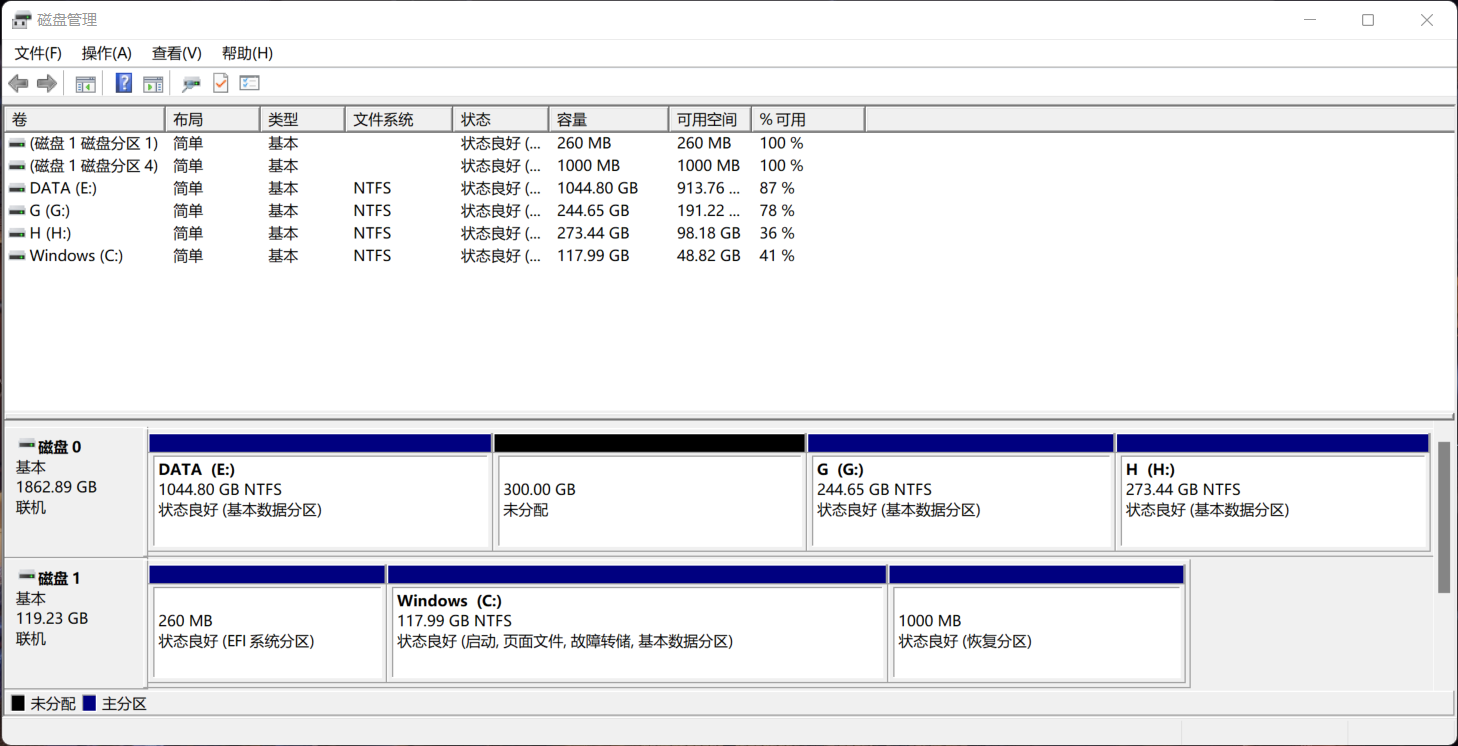 磁盘管理
文件(F) 操作(A) 查看(V) 帮助(H)
卷 布局 类型 文件系统 状态 容量 可用空间 % 可用
(磁盘 1 磁盘分区 1) 简单 基本 状态良好 (... 260 MB 260 MB 100 %
(磁盘 1 磁盘分区 4) 简单 基本 状态良好 (... 1000 MB 1000 MB 100 %
DATA (E:) 简单 基本 NTFS 状态良好 (... 1044.80 GB 913.76 ... 87 %
G (G:) 简单 基本 NTFS 状态良好 (... 244.65 GB 191.22 ... 78 %
H (H:) 简单 基本 NTFS 状态良好 (... 273.44 GB 98.18 GB 36 %
Windows (C:) 简单 基本 NTFS 状态良好 (... 117.99 GB 48.82 GB 41 %
磁盘 0
基本
1862.89 GB
联机
DATA (E:)
1044.80 GB NTFS
状态良好 (基本数据分区)
300.00 GB
未分配
G (G:)
244.65 GB NTFS
状态良好 (基本数据分区)
H (H:)
273.44 GB NTFS
状态良好 (基本数据分区)
磁盘 1
基本
119.23 GB
联机
260 MB
状态良好 (EFI 系统分区)
Windows (C:)
117.99 GB NTFS
状态良好 (启动, 页面文件, 故障转储, 基本数据分区)
1000 MB
状态良好 (恢复分区)
未分配 主分区